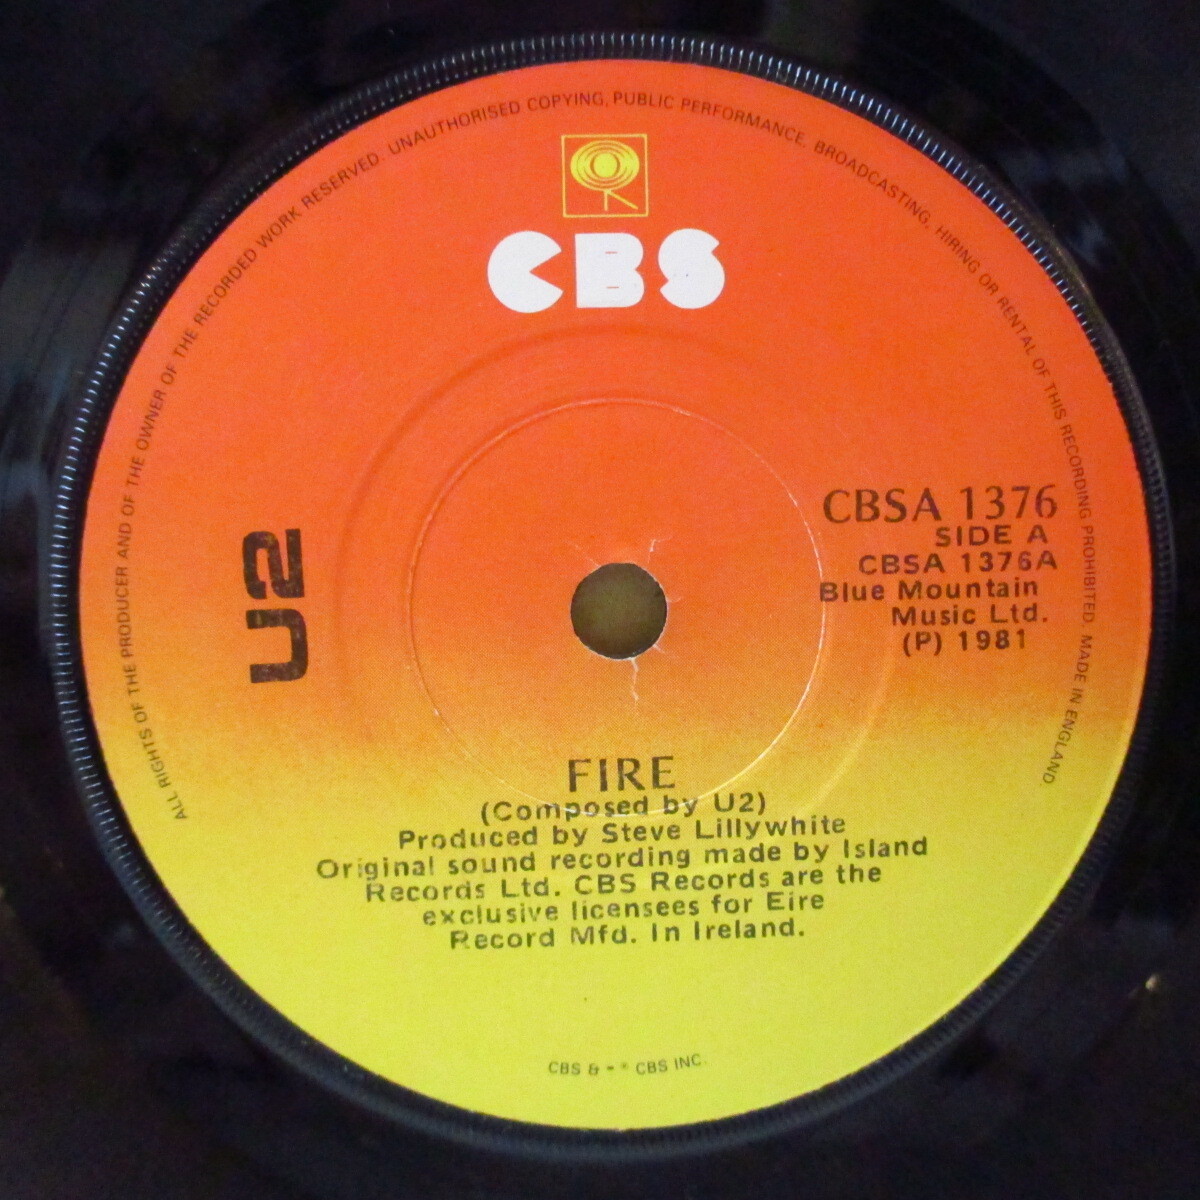 ALL RIGHTS OF THE PRODUCER AND OF THE OWNER OF THE RECORDED WORK RESERVED. UNAUTHORISED COPYING, PUBLIC PERFORMANCE, BROADCASTING, HIRING OR RENTAL OF THIS RECORDING PROHIBITED. MADE IN ENGLAND.
CBS
U2
CBSA 1376
SIDE A
CBSA 1376A
Blue Mountain
Music Ltd.
(P) 1981
FIRE
(Composed by U2)
Produced by Steve Lillywhite
Original sound recording made by Island
Records Ltd. CBS Records are the
exclusive licensees for Eire
Record Mfd. In Ireland.
CBS & CBS INC.